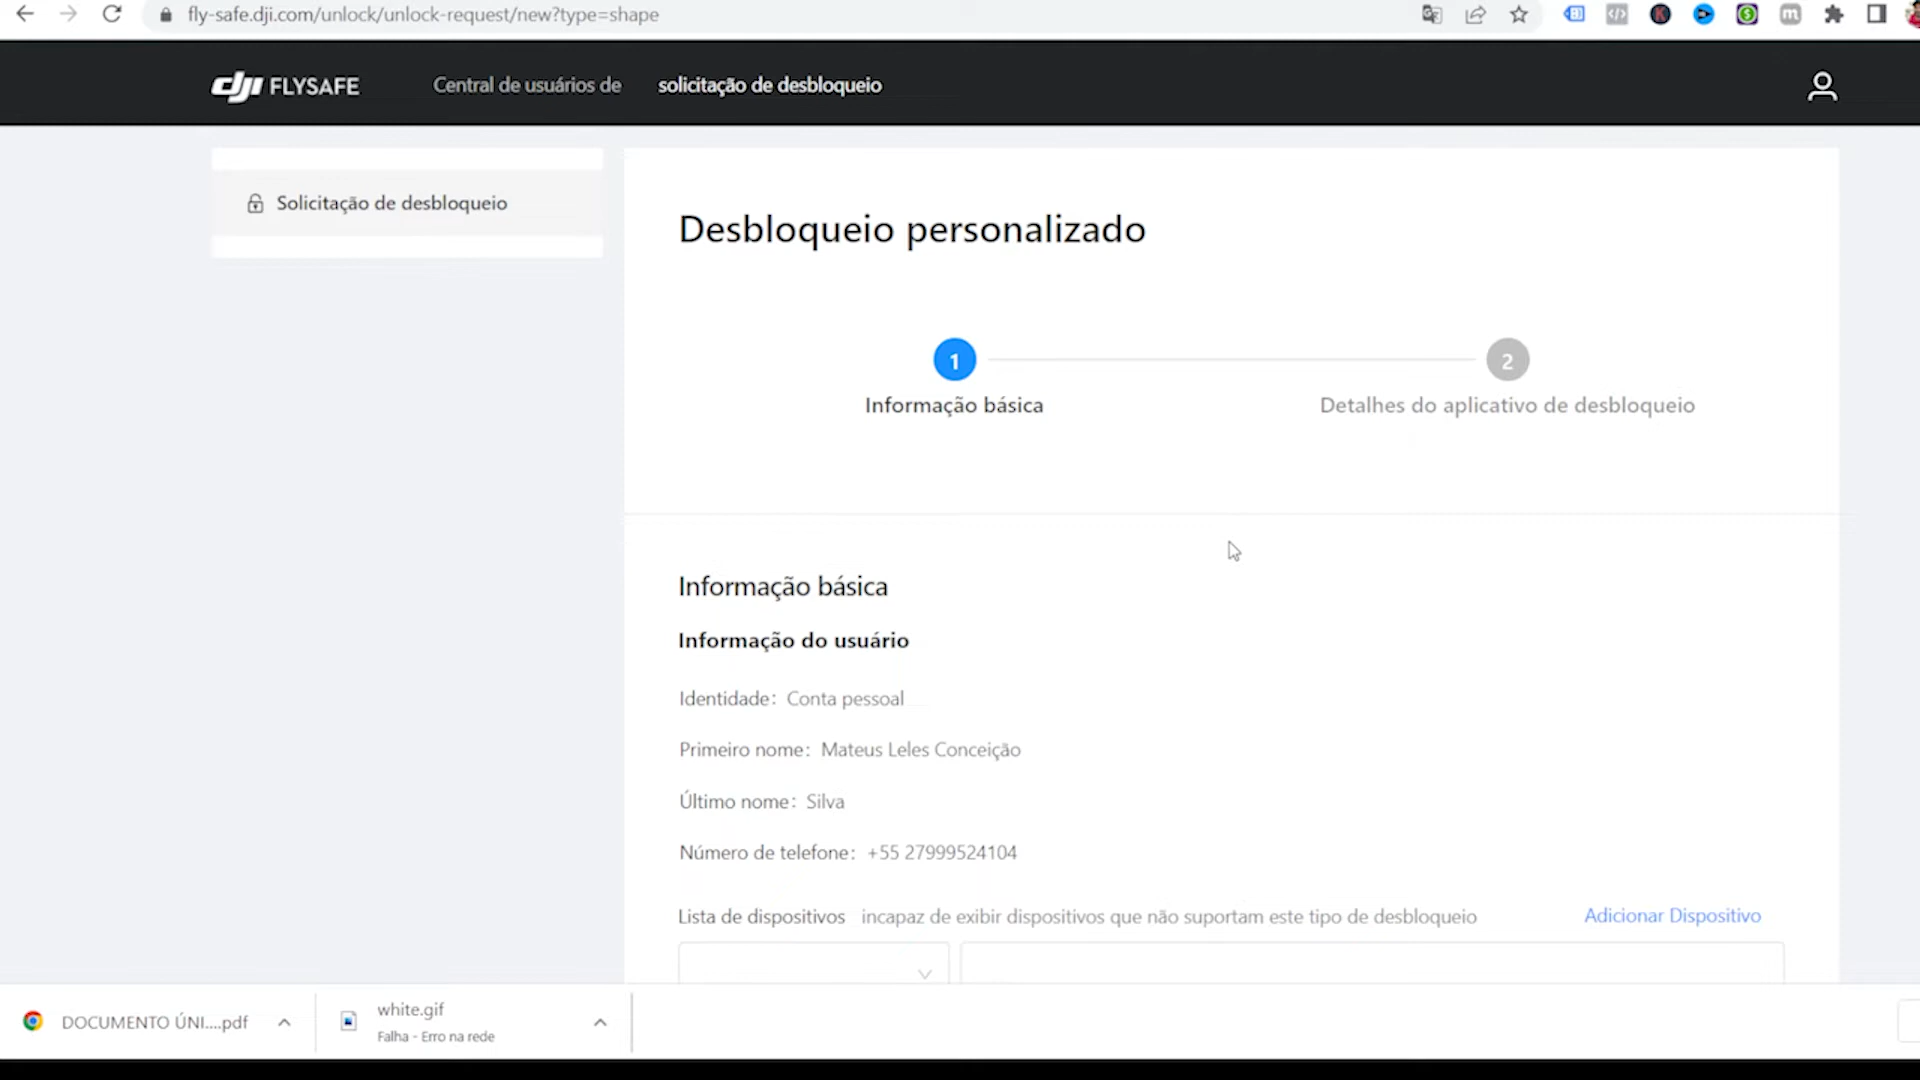 fly-safe.dji.com/unlock/unlock-request/new?type=shape
dji FLYSAFE
Central de usuários de
solicitação de desbloqueio
Solicitação de desbloqueio
Desbloqueio personalizado
1
2
Informação básica
Detalhes do aplicativo de desbloqueio
Informação básica
Informação do usuário
Identidade: Conta pessoal
Primeiro nome: Mateus Leles Conceição
Último nome: Silva
Número de telefone: +55 27999524104
Lista de dispositivos incapaz de exibir dispositivos que não suportam este tipo de desbloqueio
Adicionar Dispositivo
DOCUMENTO ÚNI....pdf
white.gif
Falha - Erro na rede